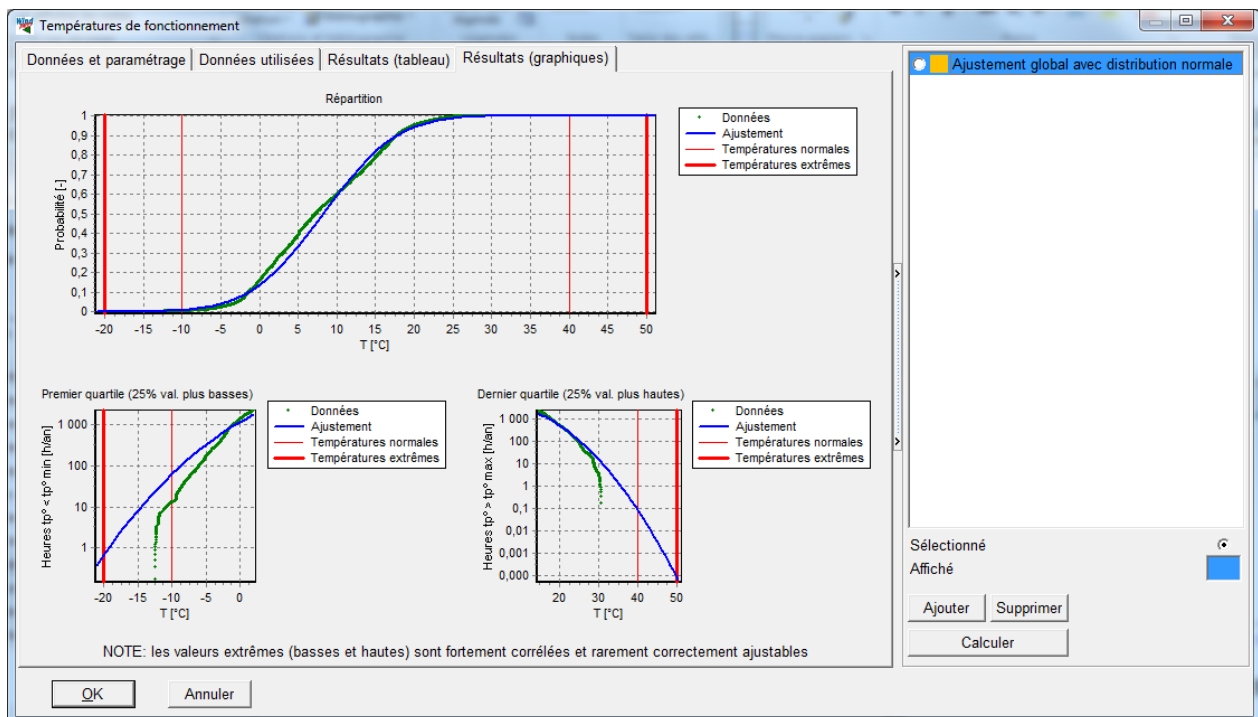 Températures de fonctionnement
Données et paramétrage
Données utilisées
Résultats (tableau)
Résultats (graphiques)
Répartition
Probabilité [-]
1
0,9
0,8
0,7
0,6
0,5
0,4
0,3
0,2
0,1
0
-20 -15 -10 -5 0 5 10 15 20 25 30 35 40 45 50
T [°C]
Données
Ajustement
Températures normales
Températures extrêmes
Premier quartile (25% val. plus basses)
Heures tp° < tp° min [h/an]
1 000
100
10
1
-20 -15 -10 -5 0
T [°C]
Données
Ajustement
Températures normales
Températures extrêmes
Dernier quartile (25% val. plus hautes)
Heures tp° > tp° max [h/an]
1 000
100
10
1
0,1
0,01
0,001
0,000
20 30 40 50
T [°C]
Données
Ajustement
Températures normales
Températures extrêmes
NOTE: les valeurs extrêmes (basses et hautes) sont fortement corrélées et rarement correctement ajustables
OK
Annuler
Ajustement global avec distribution normale
Sélectionné
Affiché
Ajouter
Supprimer
Calculer